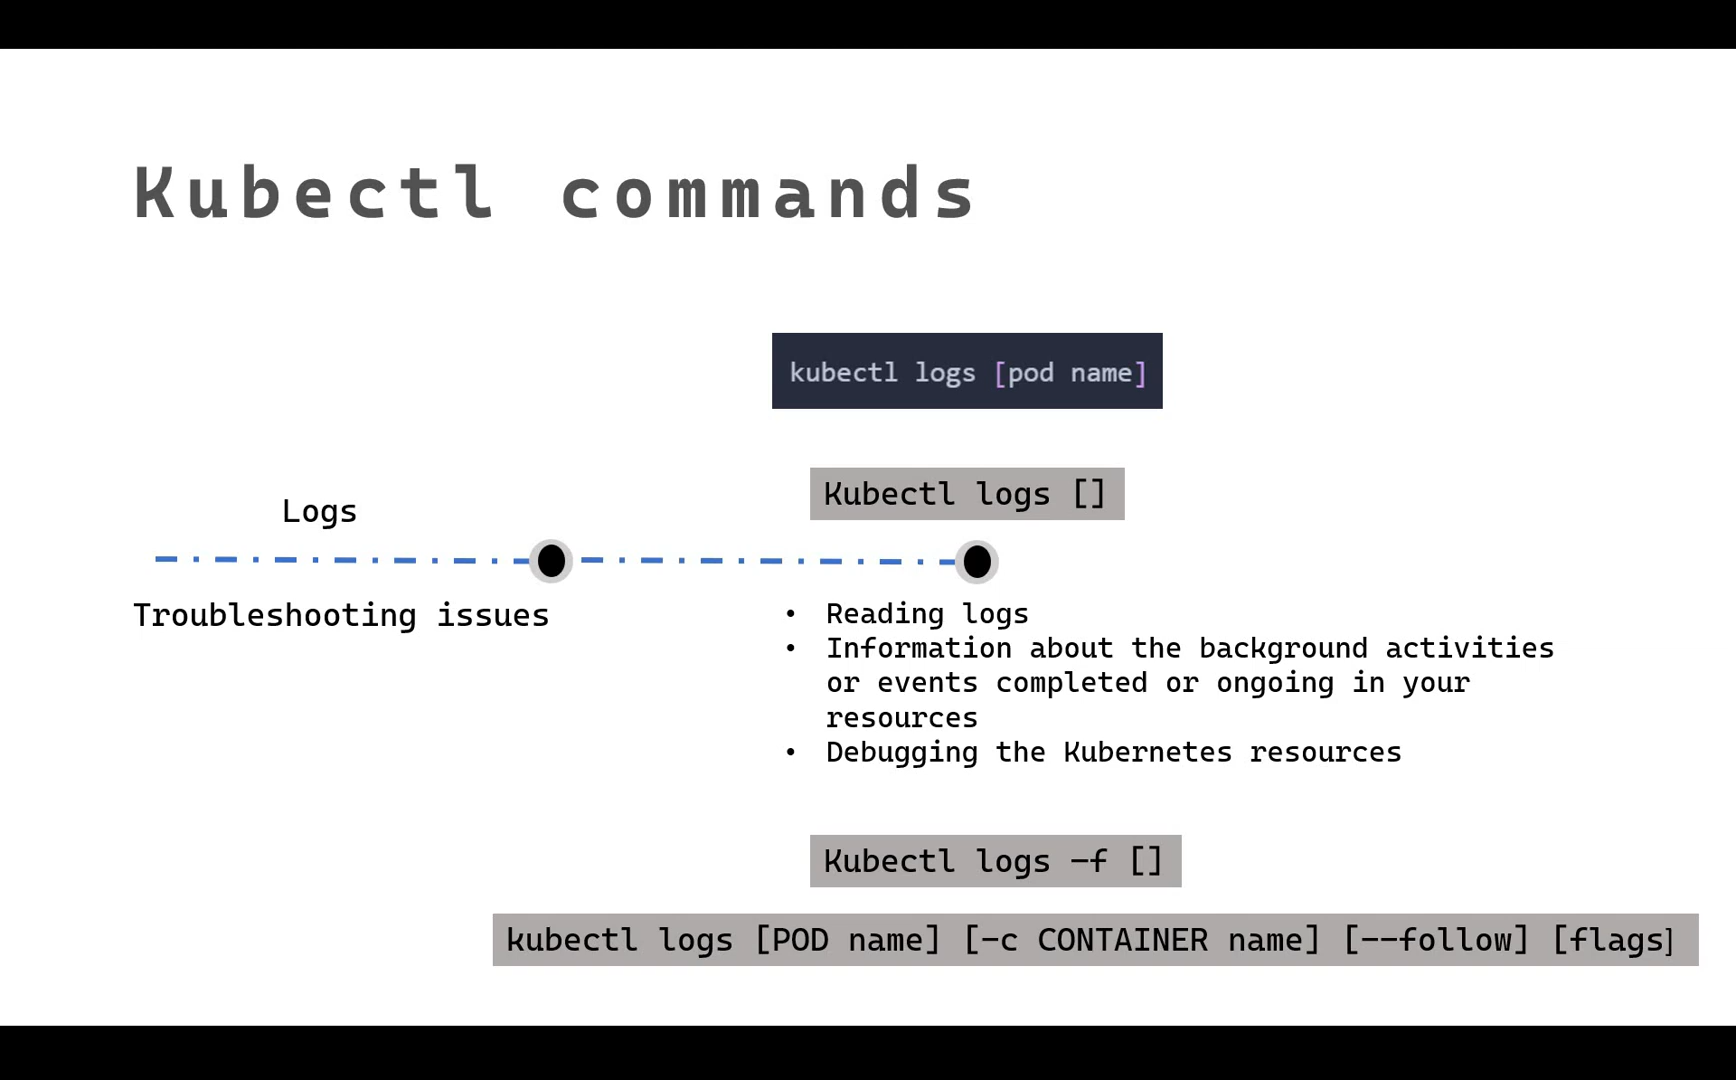 Kubectl commands
kubectl logs [pod name]
Kubectl logs []
Logs
Troubleshooting issues
• Reading logs
• Information about the background activities
or events completed or ongoing in your
resources
• Debugging the Kubernetes resources
Kubectl logs -f []
kubectl logs [POD name] [-c CONTAINER name] [--follow] [flags]